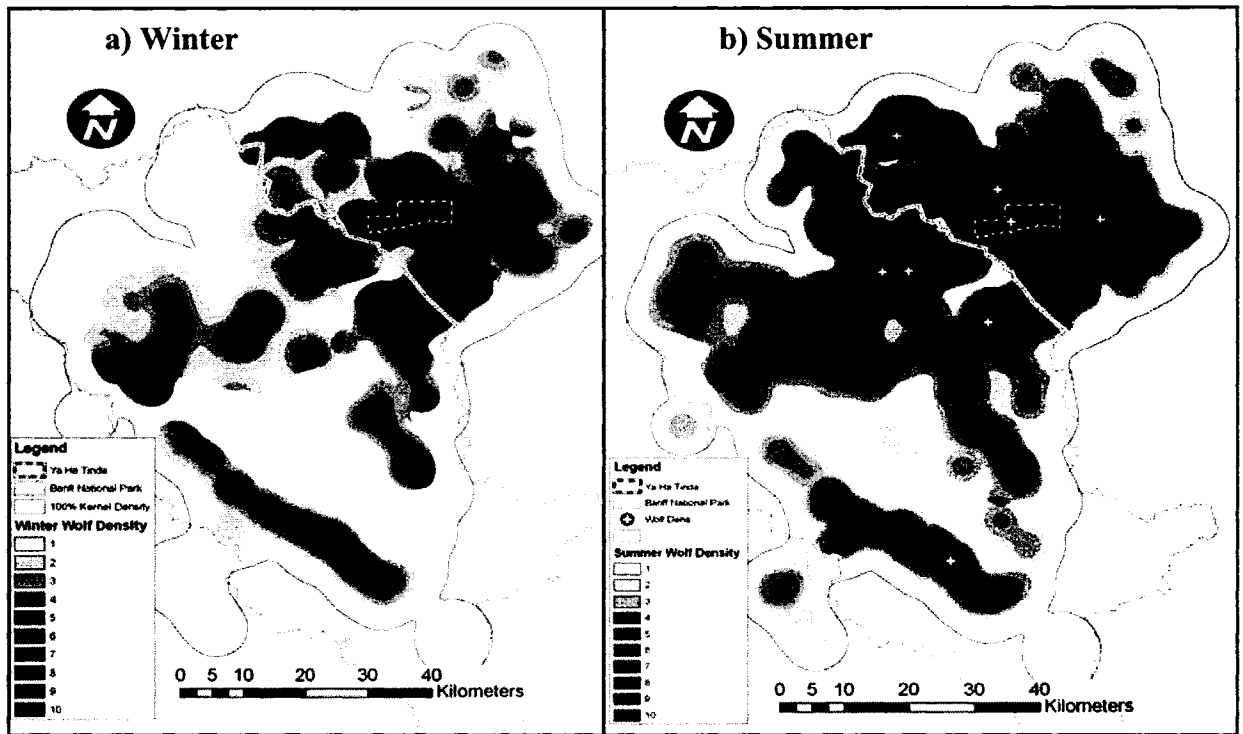 a) Winter
N
Legend
Ya Ha Tinda
Banff National Park
100% Kernel Density
Winter Wolf Density
1
2
3
4
5
6
7
8
9
10
0 5 10 20 30 40
Kilometers
b) Summer
N
Legend
Ya Ha Tinda
Banff National Park
Wolf Dens
Summer Wolf Density
1
2
3
4
5
6
7
8
9
10
0 5 10 20 30 40
Kilometers